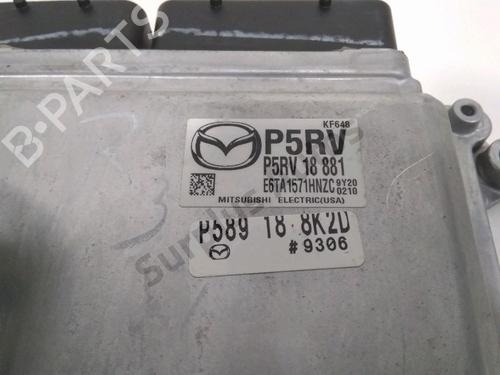 KF648
P5RV
P5RV 18 881
E6TA1571HNZC 9Y20
0210
MITSUBISHI ELECTRIC(USA)
P589 18 8K2D
#9306
B-PARTS